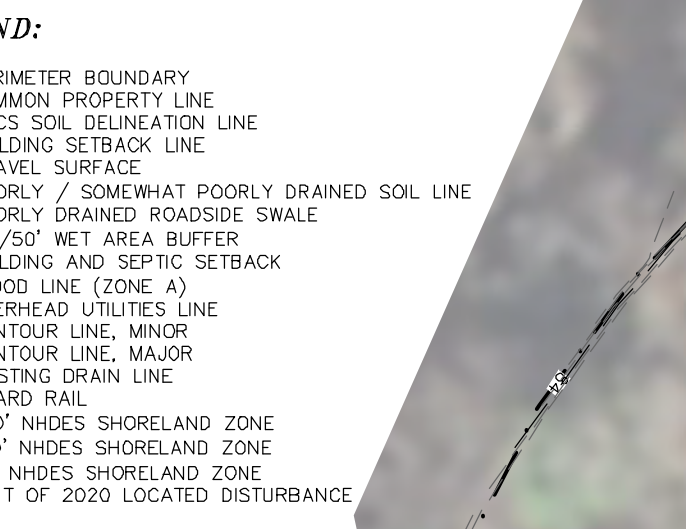 ND:
RIMETER BOUNDARY
MMON PROPERTY LINE
CS SOIL DELINEATION LINE
LDING SETBACK LINE
AVEL SURFACE
ORLY / SOMEWHAT POORLY DRAINED SOIL LINE
ORLY DRAINED ROADSIDE SWALE
/50' WET AREA BUFFER
LDING AND SEPTIC SETBACK
OOD LINE (ZONE A)
ERHEAD UTILITIES LINE
NTOUR LINE, MINOR
NTOUR LINE, MAJOR
STING DRAIN LINE
ARD RAIL
0' NHDES SHORELAND ZONE
0' NHDES SHORELAND ZONE
NHDES SHORELAND ZONE
T OF 2020 LOCATED DISTURBANCE